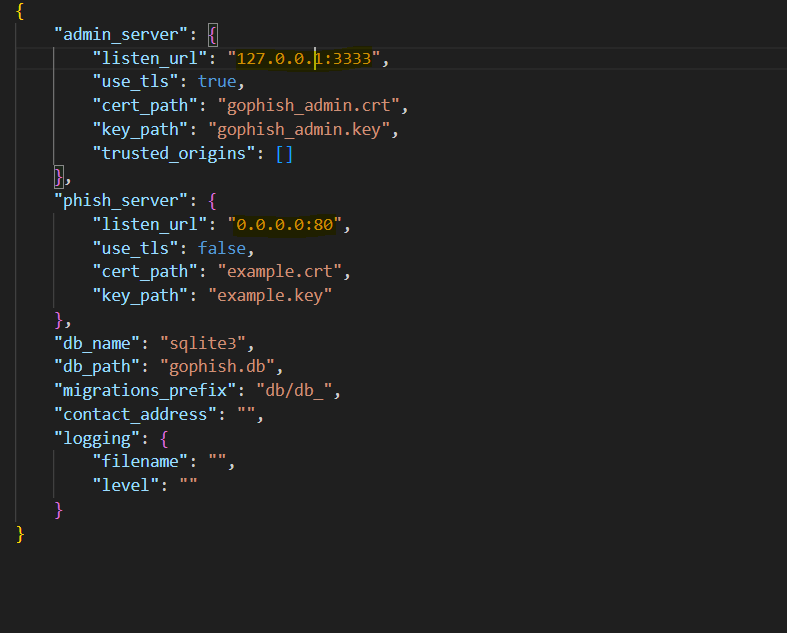 {
    "admin_server": {
        "listen_url": "127.0.0.1:3333",
        "use_tls": true,
        "cert_path": "gophish_admin.crt",
        "key_path": "gophish_admin.key",
        "trusted_origins": []
    },
    "phish_server": {
        "listen_url": "0.0.0.0:80",
        "use_tls": false,
        "cert_path": "example.crt",
        "key_path": "example.key"
    },
    "db_name": "sqlite3",
    "db_path": "gophish.db",
    "migrations_prefix": "db/db_",
    "contact_address": "",
    "logging": {
        "filename": "",
        "level": ""
    }
}